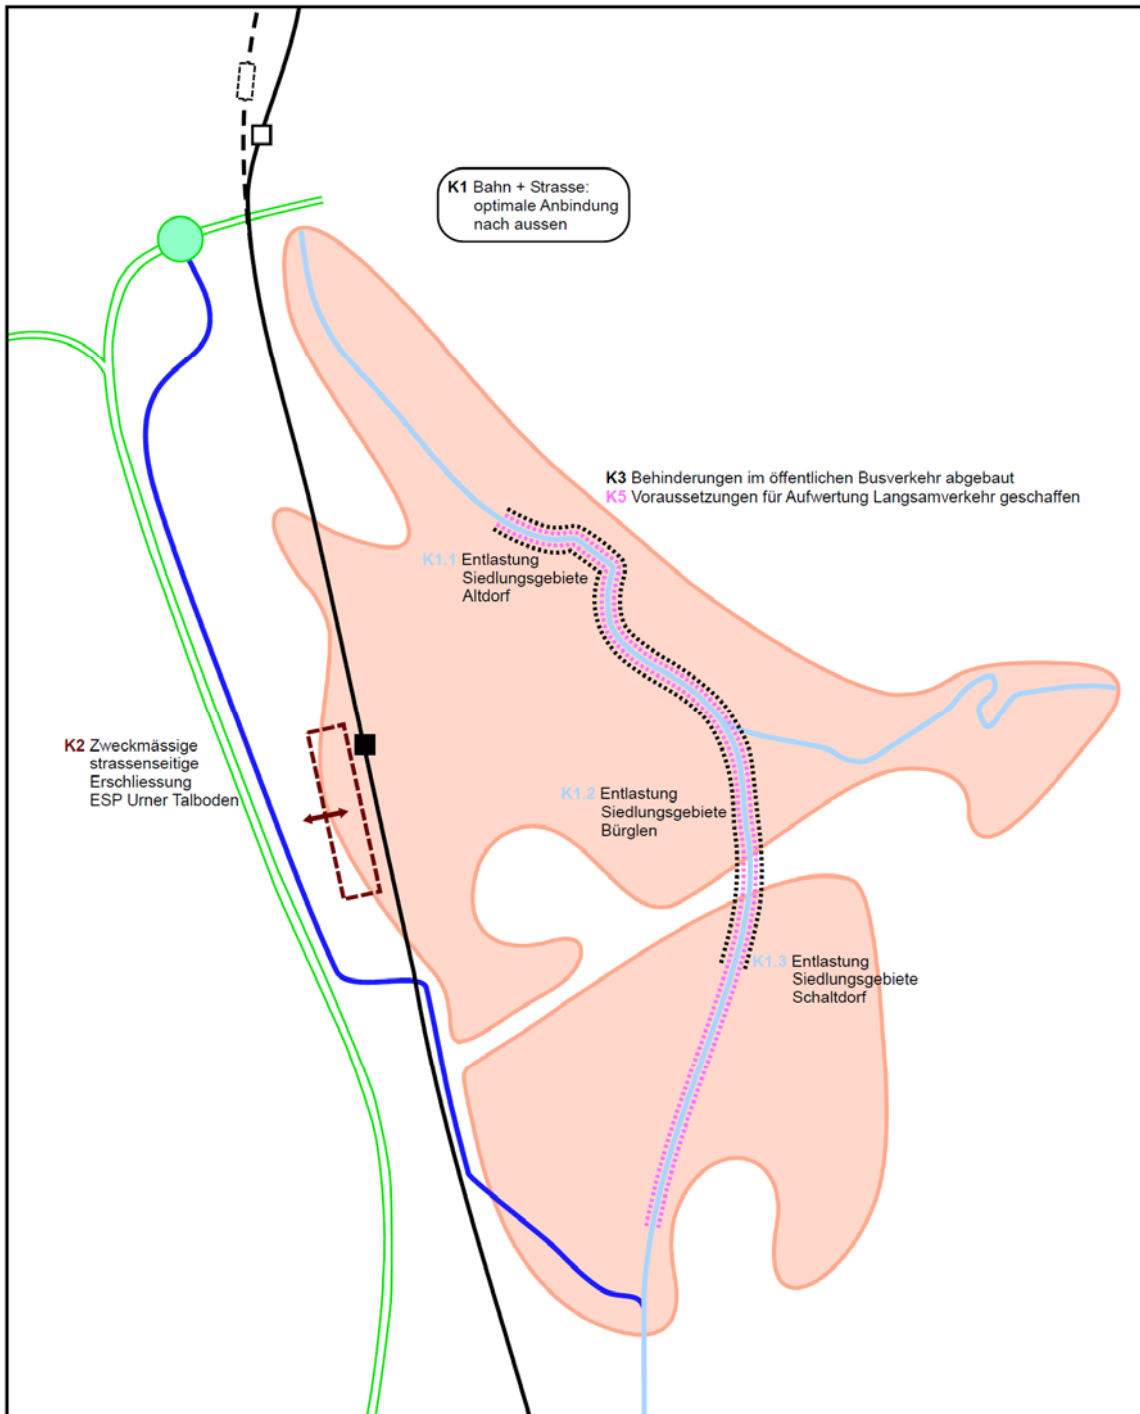 K1 Bahn + Strasse:
optimale Anbindung
nach aussen
K3 Behinderungen im öffentlichen Busverkehr abgebaut
K5 Voraussetzungen für Aufwertung Langsamverkehr geschaffen
K1.1 Entlastung
Siedlungsgebiete
Altdorf
K2 Zweckmässige
strassenseitige
Erschliessung
ESP Urner Talboden
K1.2 Entlastung
Siedlungsgebiete
Bürglen
K1.3 Entlastung
Siedlungsgebiete
Schaltdorf